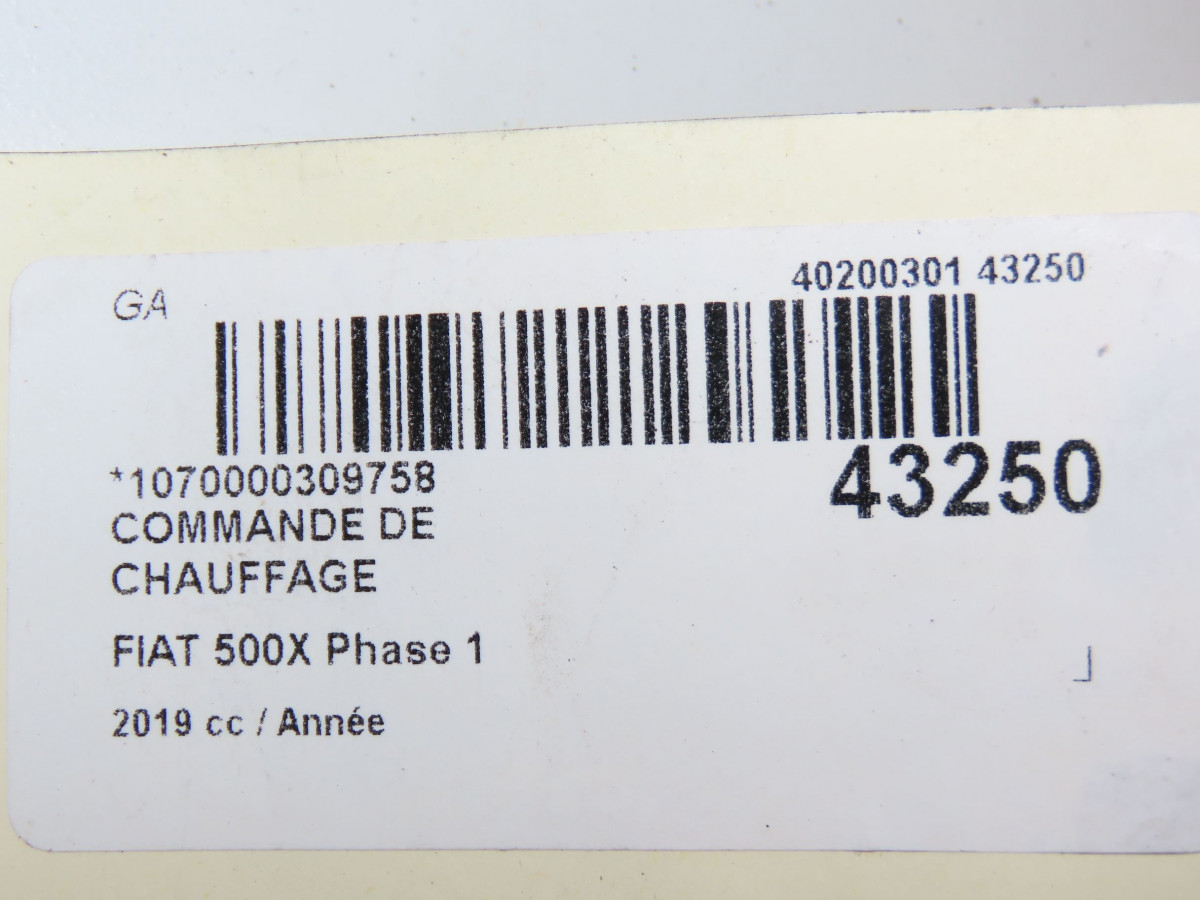 GA
40200301 43250
*1070000309758
43250
COMMANDE DE
CHAUFFAGE
FIAT 500X Phase 1
2019 cc / Année